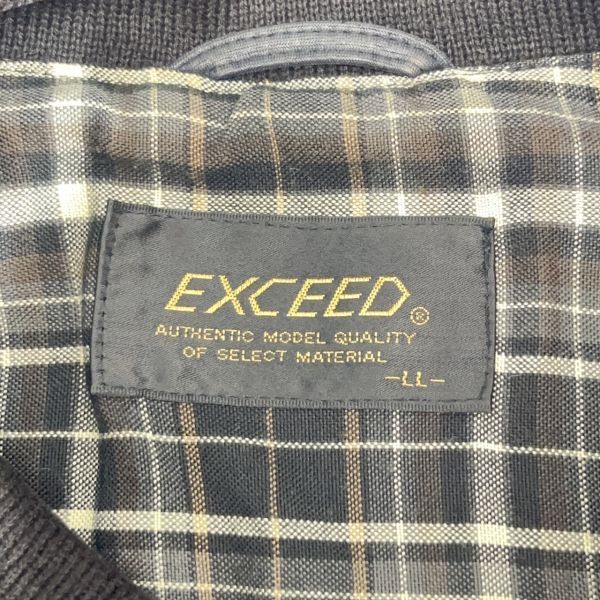 EXCEED®
AUTHENTIC MODEL QUALITY
OF SELECT MATERIAL
-LL-